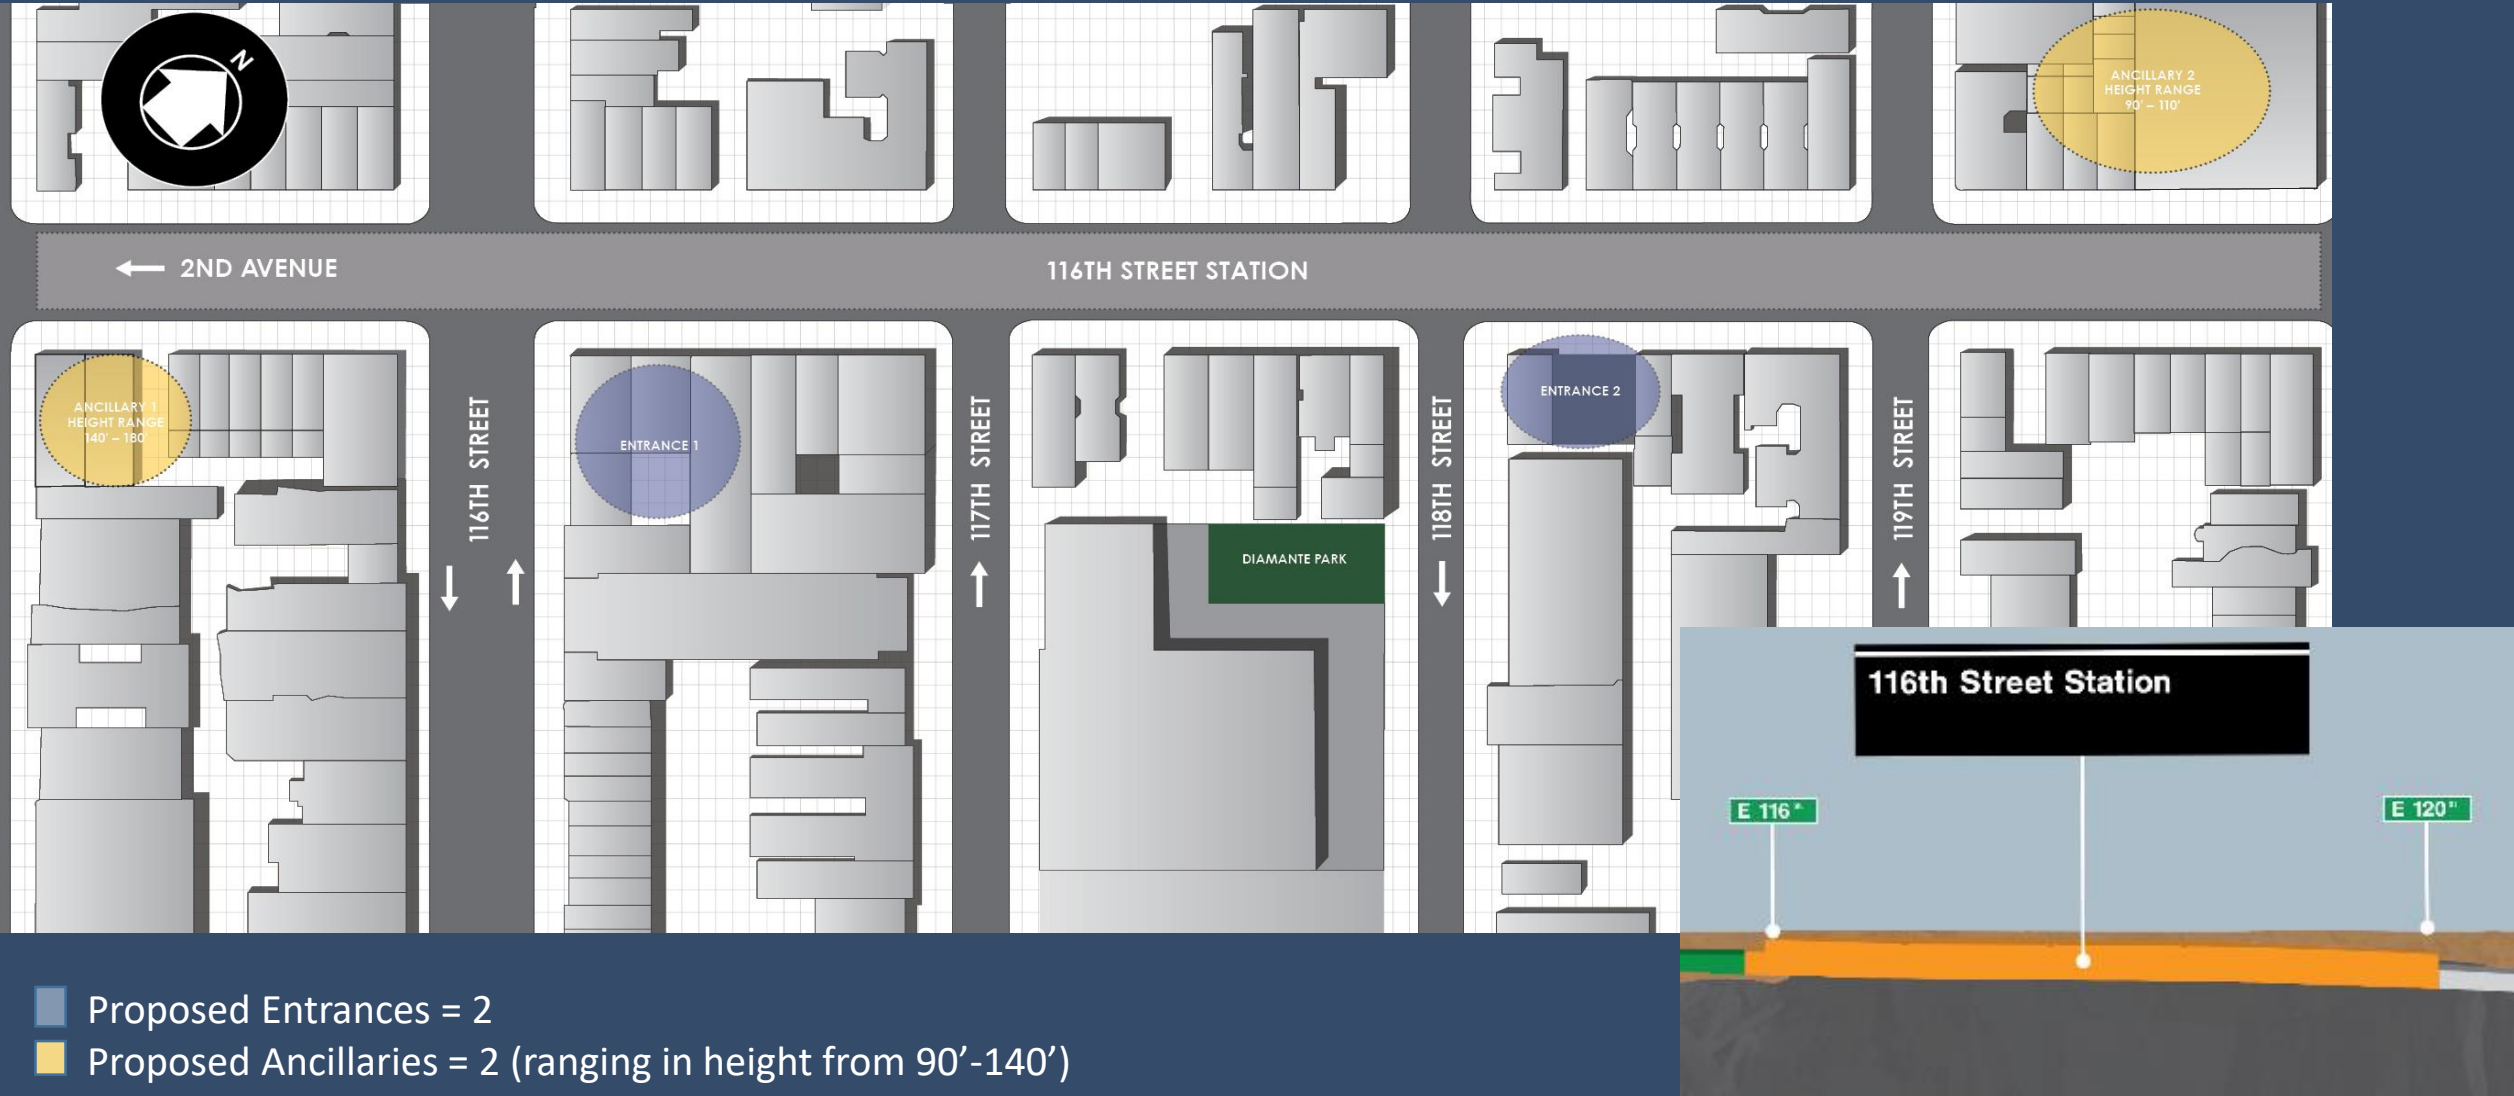 N
ANCILLARY 2
HEIGHT RANGE
90' – 110'
2ND AVENUE
116TH STREET STATION
ANCILLARY 1
HEIGHT RANGE
140' – 180'
116TH STREET
ENTRANCE 1
117TH STREET
DIAMANTE PARK
118TH STREET
ENTRANCE 2
119TH STREET
116th Street Station
E 116 St
E 120 St
Proposed Entrances = 2
Proposed Ancillaries = 2 (ranging in height from 90’-140’)